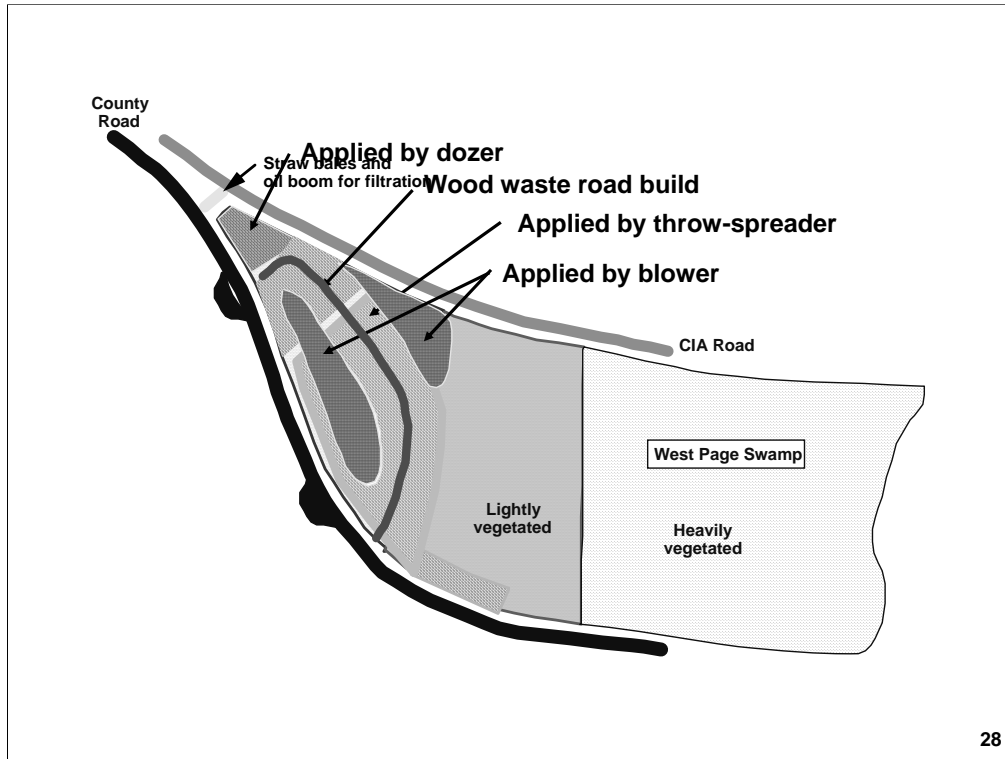 County
Road
Applied by dozer
Straw bales and
oil boom for filtration
Wood waste road build
Applied by throw-spreader
Applied by blower
CIA Road
West Page Swamp
Lightly
vegetated
Heavily
vegetated
28